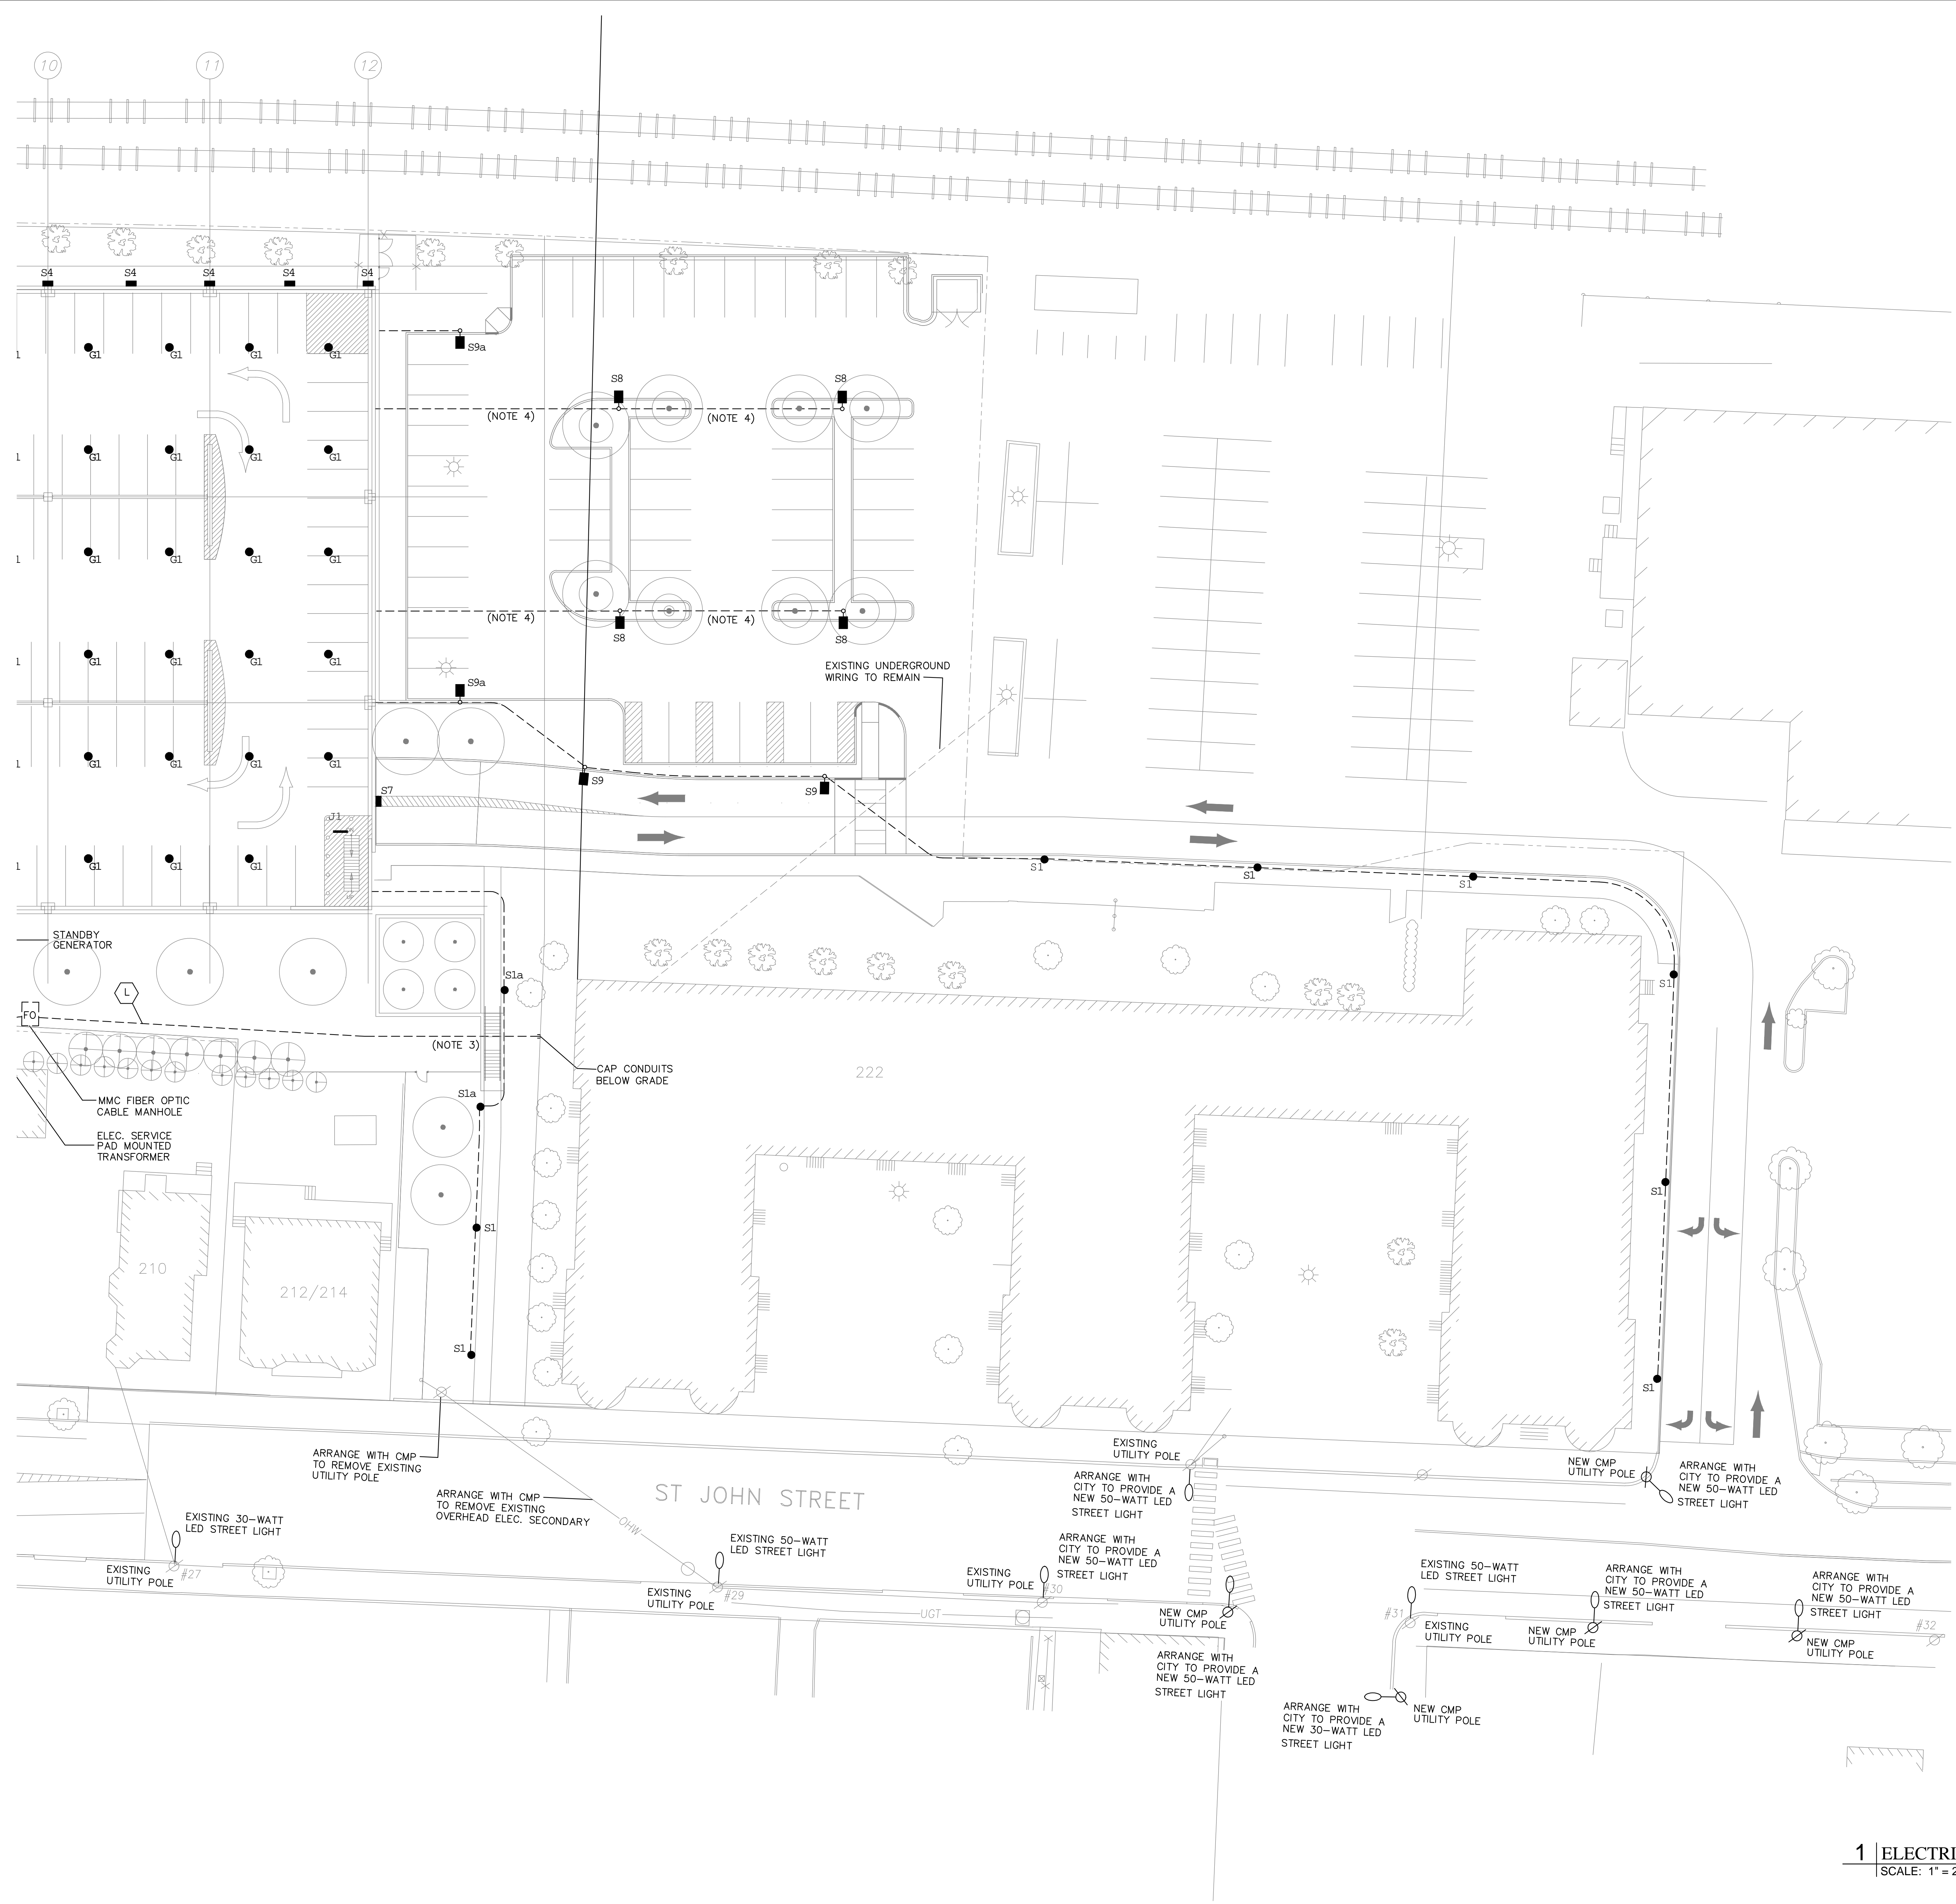 10
11
12
S4
S4
S4
S4
S4
1
G1
G1
G1
G1
S9a
S8
S8
(NOTE 4)
(NOTE 4)
1
G1
G1
G1
G1
1
G1
G1
G1
G1
(NOTE 4)
(NOTE 4)
S8
S8
1
G1
G1
G1
G1
S9a
EXISTING UNDERGROUND
WIRING TO REMAIN
1
G1
G1
G1
G1
S9
S9
S7
J1
1
G1
G1
G1
S1
S1
S1
STANDBY
GENERATOR
S1a
S1
L
FO
(NOTE 3)
CAP CONDUITS
BELOW GRADE
222
MMC FIBER OPTIC
CABLE MANHOLE
S1a
ELEC. SERVICE
PAD MOUNTED
TRANSFORMER
S1
S1
210
212/214
S1
S1
ARRANGE WITH CMP
TO REMOVE EXISTING
UTILITY POLE
EXISTING
UTILITY POLE
ARRANGE WITH
CITY TO PROVIDE A
NEW 50-WATT LED
STREET LIGHT
NEW CMP
UTILITY POLE
ARRANGE WITH
CITY TO PROVIDE A
NEW 50-WATT LED
STREET LIGHT
ARRANGE WITH CMP
TO REMOVE EXISTING
OVERHEAD ELEC. SECONDARY
ST JOHN STREET
OHW
EXISTING 30-WATT
LED STREET LIGHT
EXISTING 50-WATT
LED STREET LIGHT
ARRANGE WITH
CITY TO PROVIDE A
NEW 50-WATT LED
STREET LIGHT
EXISTING
UTILITY POLE
#27
EXISTING
UTILITY POLE
#29
EXISTING
UTILITY POLE
#30
UGT
NEW CMP
UTILITY POLE
ARRANGE WITH
CITY TO PROVIDE A
NEW 50-WATT LED
STREET LIGHT
EXISTING 50-WATT
LED STREET LIGHT
#31
EXISTING
UTILITY POLE
ARRANGE WITH
CITY TO PROVIDE A
NEW 50-WATT LED
STREET LIGHT
NEW CMP
UTILITY POLE
ARRANGE WITH
CITY TO PROVIDE A
NEW 50-WATT LED
STREET LIGHT
NEW CMP
UTILITY POLE
#32
ARRANGE WITH
CITY TO PROVIDE A
NEW 30-WATT LED
STREET LIGHT
NEW CMP
UTILITY POLE
1 ELECTRI
SCALE: 1" = 2